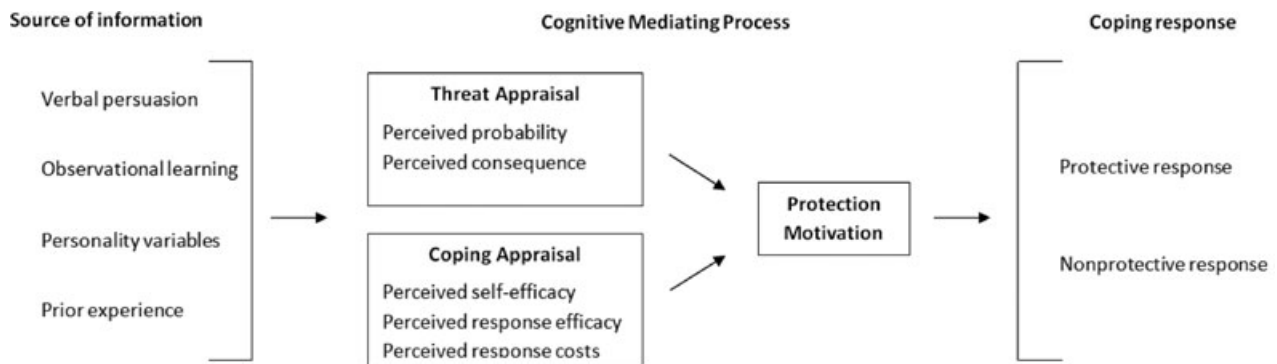 Source of information
Cognitive Mediating Process
Coping response
Verbal persuasion
Observational learning
Personality variables
Prior experience
Threat Appraisal
Perceived probability
Perceived consequence
Coping Appraisal
Perceived self-efficacy
Perceived response efficacy
Perceived response costs
Protection
Motivation
Protective response
Nonprotective response